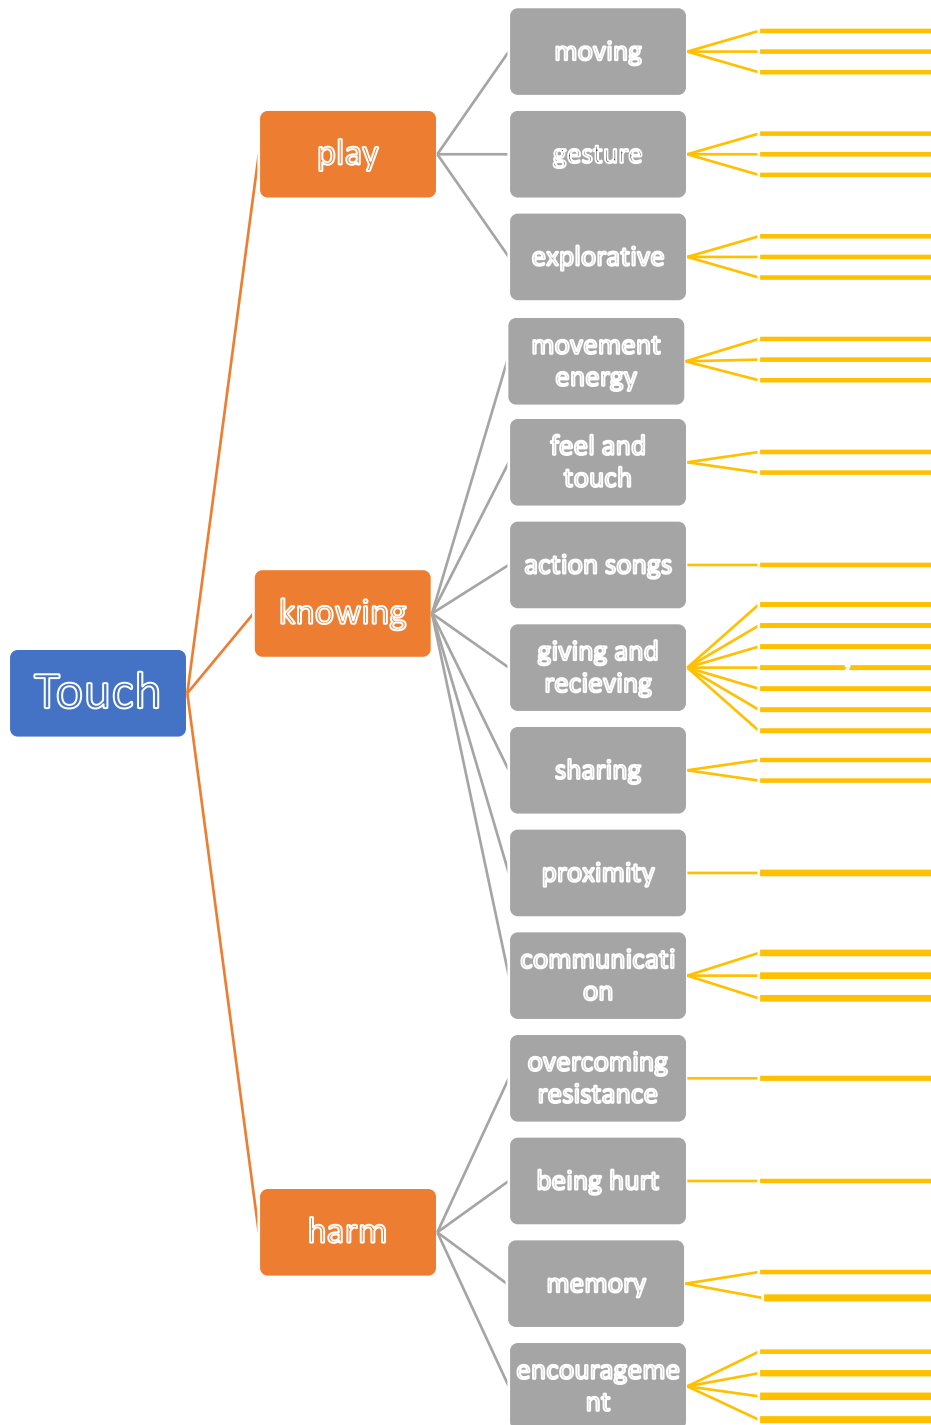 Touch
play
moving
gesture
explorative
knowing
movement
energy
feel and
touch
action songs
giving and
recieving
sharing
proximity
communicati
on
harm
overcoming
resistance
being hurt
memory
encourageme
nt